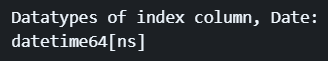 Datatypes of index column, Date:
datetime64[ns]